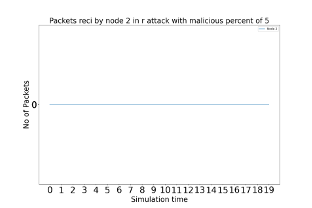 Packets reci by node 2 in r attack with malicious percent of 5
No of Packets
0
0 1 2 3 4 5 6 7 8 9 10 11 12 13 14 15 16 17 18 19
Simulation time